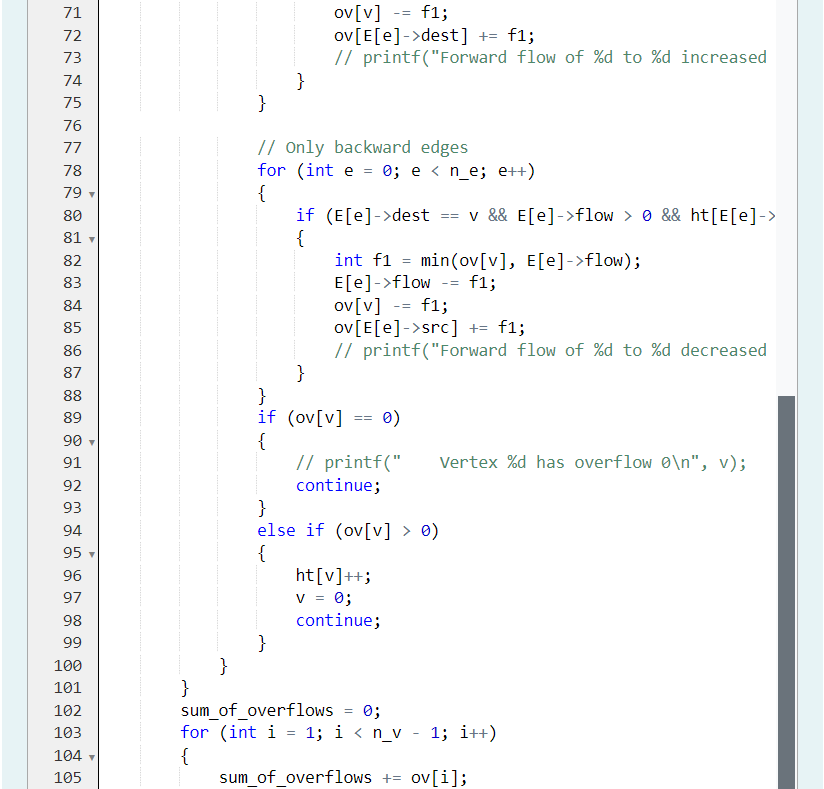 71 ov[v] -= f1;
72 ov[E[e]->dest] += f1;
73 // printf("Forward flow of %d to %d increased
74 }
75 }
76
77 // Only backward edges
78 for (int e = 0; e < n_e; e++)
79 {
80 if (E[e]->dest == v && E[e]->flow > 0 && ht[E[e]->
81 {
82 int f1 = min(ov[v], E[e]->flow);
83 E[e]->flow -= f1;
84 ov[v] -= f1;
85 ov[E[e]->src] += f1;
86 // printf("Forward flow of %d to %d decreased
87 }
88 }
89 if (ov[v] == 0)
90 {
91 // printf("    Vertex %d has overflow 0\n", v);
92 continue;
93 }
94 else if (ov[v] > 0)
95 {
96 ht[v]++;
97 v = 0;
98 continue;
99 }
100 }
101 }
102 sum_of_overflows = 0;
103 for (int i = 1; i < n_v - 1; i++)
104 {
105 sum_of_overflows += ov[i];